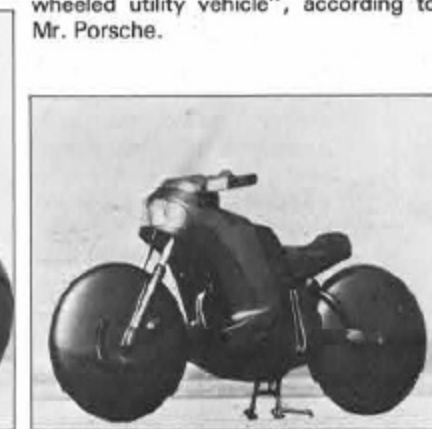 wheeled utility vehicle", according to
Mr. Porsche.